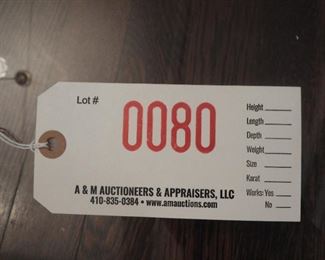 Lot #
0080
Height
Length
Depth
Weight
Size
Karat
Works: Yes
No
A & M AUCTIONEERS & APPRAISERS, LLC
410-835-0384 • www.amauctions.com